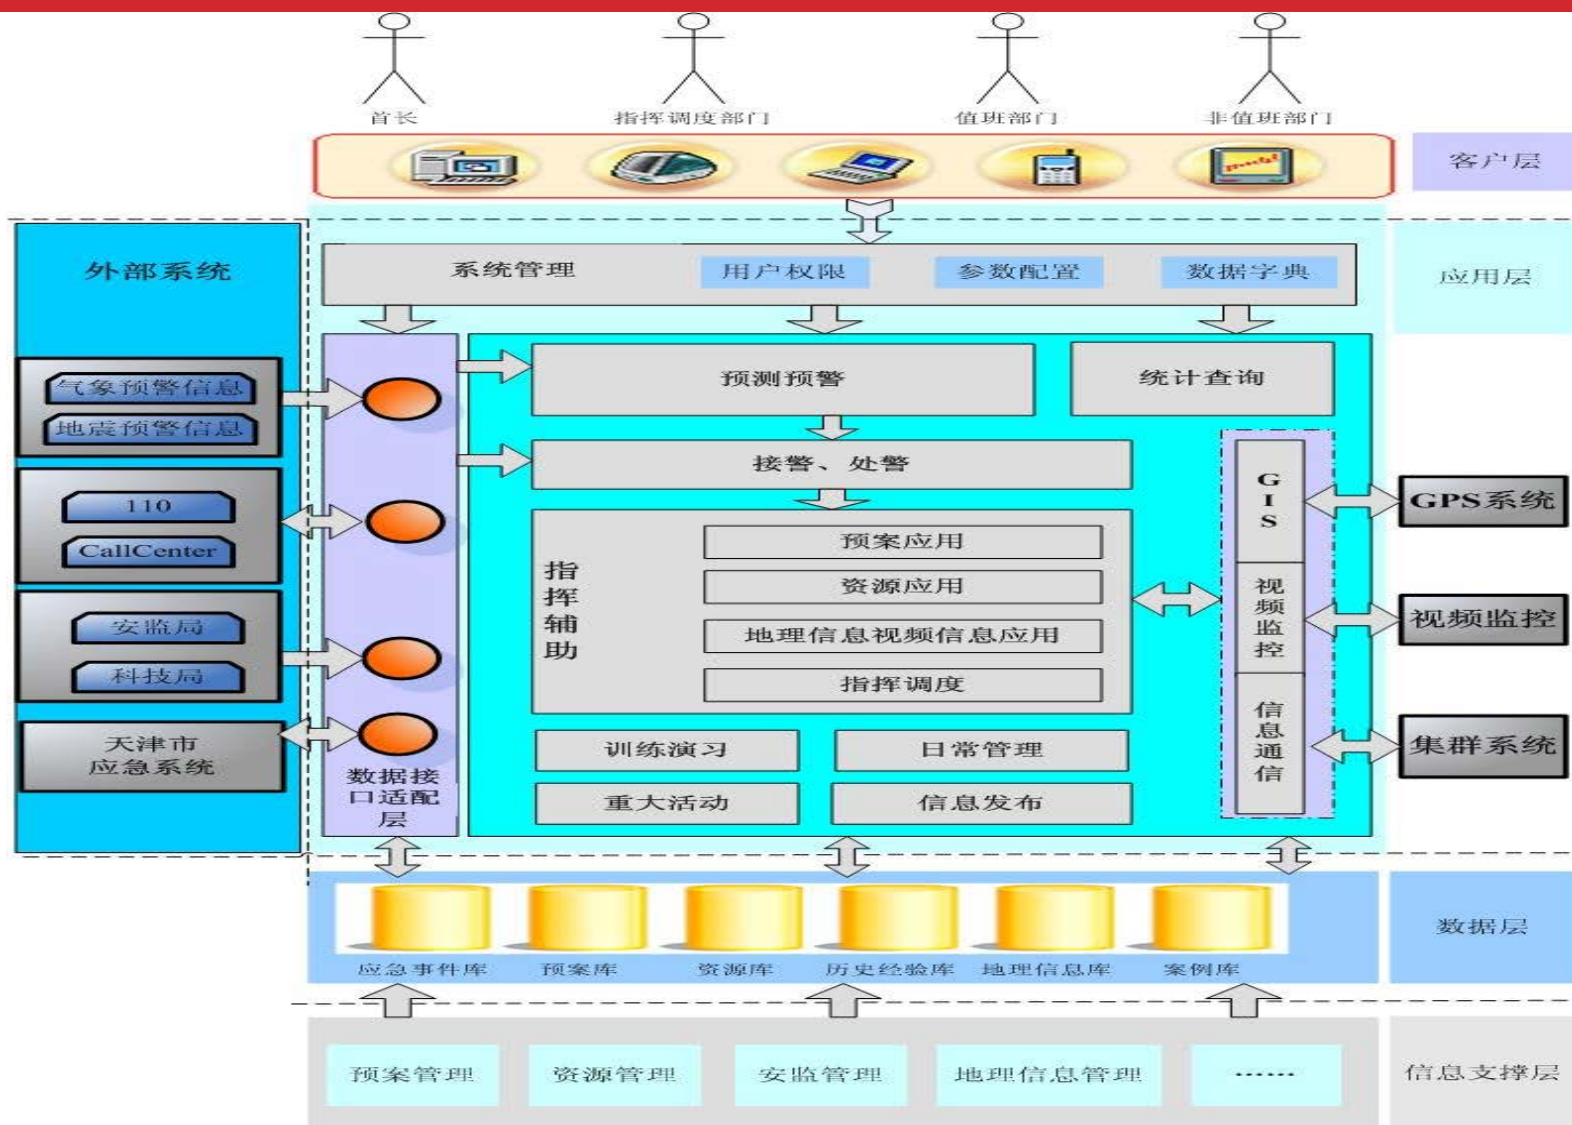 首长
指挥调度部门
值班部门
非值班部门
客户层
外部系统
系统管理
用户权限
参数配置
数据字典
应用层
气象预警信息
地震预警信息
110
CallCenter
安监局
科技局
天津市
应急系统
数据接
口适配
层
预测预警
统计查询
接警、处警
指
挥
辅
助
预案应用
资源应用
地理信息视频信息应用
指挥调度
训练演习
日常管理
重大活动
信息发布
G
I
S
视
频
监
控
信
息
通
信
GPS系统
视频监控
集群系统
应急事件库
预案库
资源库
历史经验库
地理信息库
案例库
数据层
预案管理
资源管理
安监管理
地理信息管理
……
信息支撑层